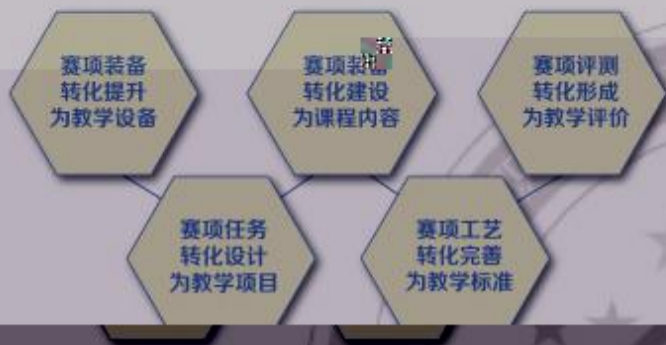 赛项装备
转化提升
为教学设备
赛项装备
转化建设
为课程内容
赛项评测
转化形成
为教学评价
赛项任务
转化设计
为教学项目
赛项工艺
转化完善
为教学标准